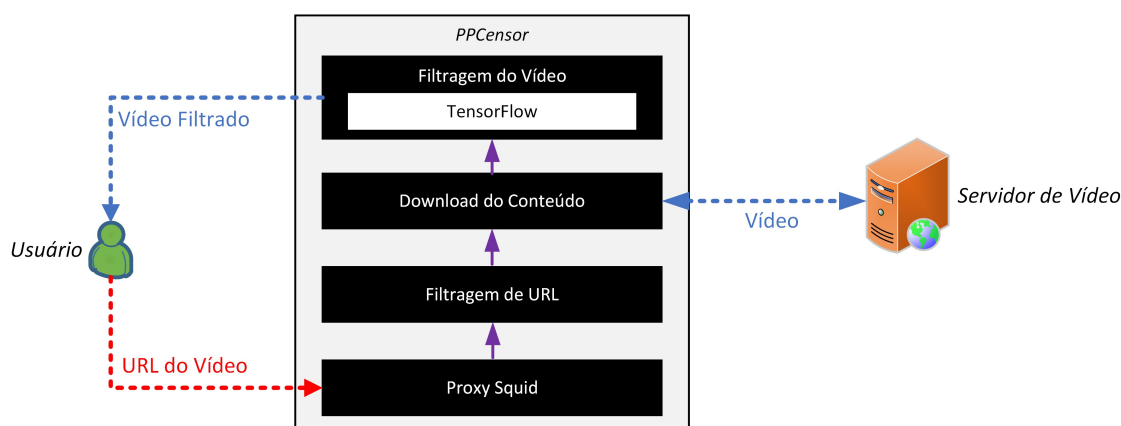 PPCensor
Filtragem do Vídeo
TensorFlow
Vídeo Filtrado
Download do Conteúdo
Servidor de Vídeo
Vídeo
Usuário
Filtragem de URL
URL do Vídeo
Proxy Squid